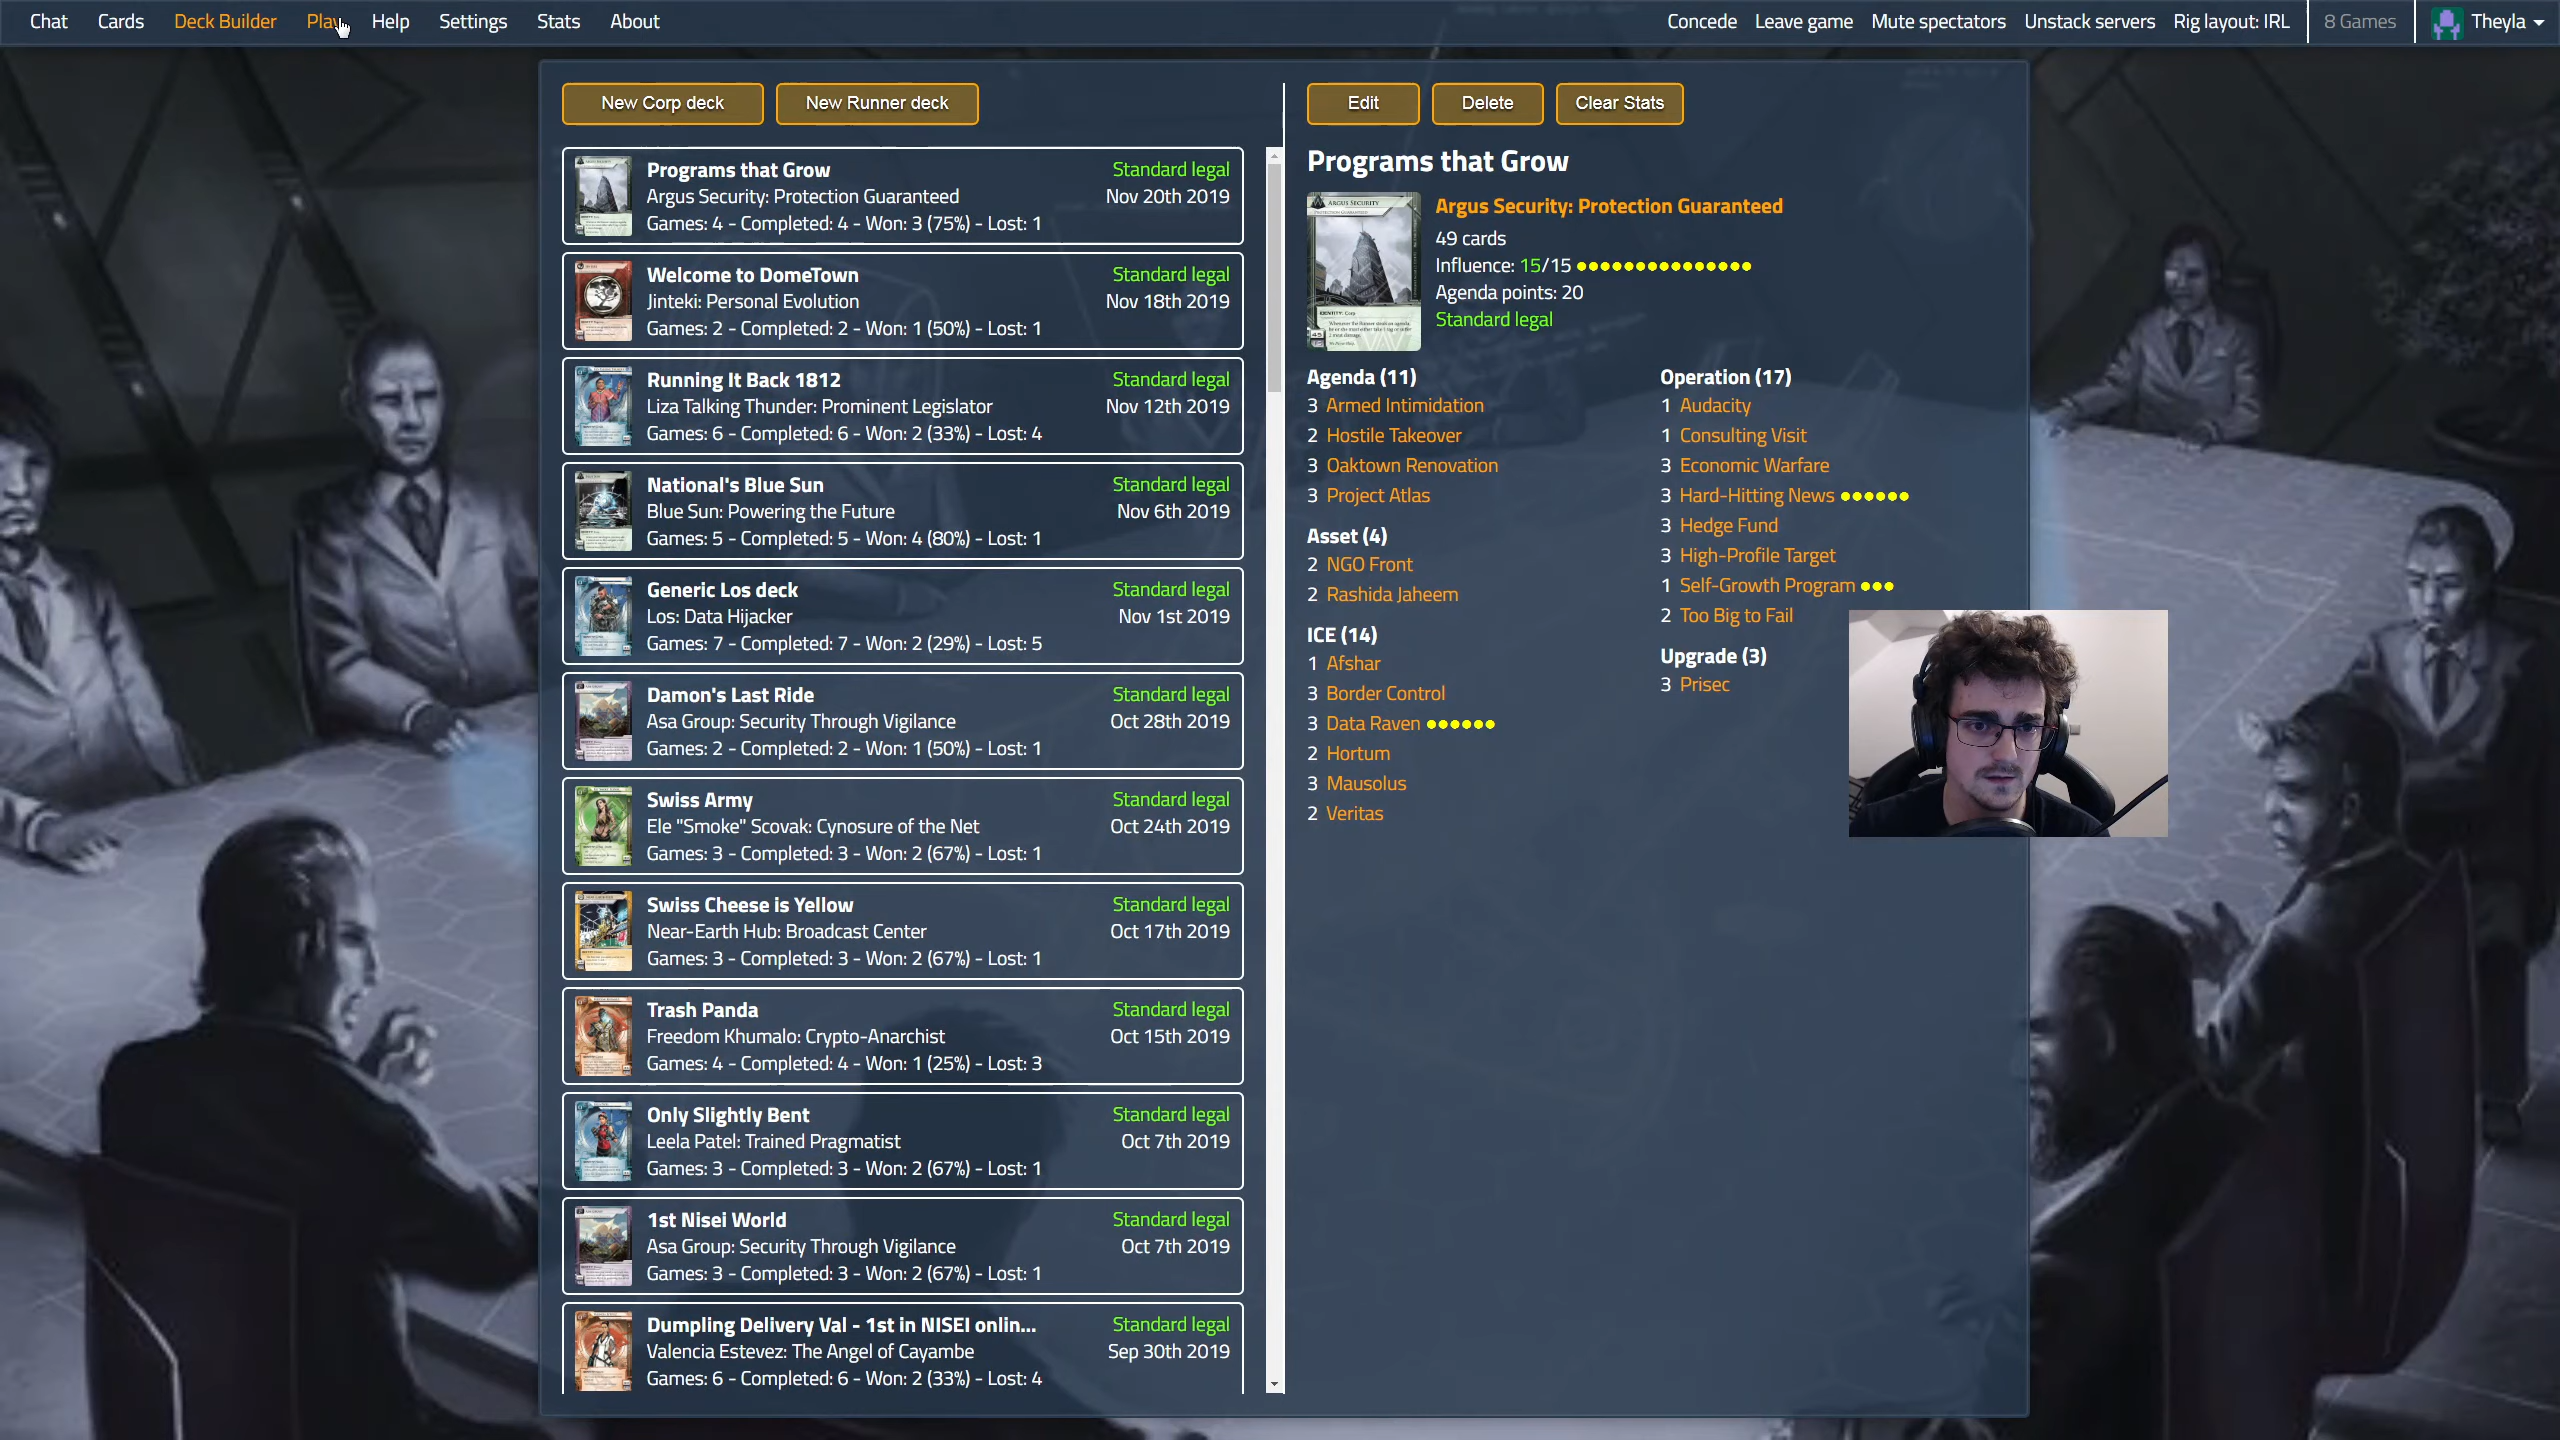 Chat Cards Deck Builder Play Help Settings Stats About
Concede Leave game Mute spectators Unstack servers Rig layout: IRL 8 Games Theyla
New Corp deck New Runner deck
Programs that Grow Standard legal
Argus Security: Protection Guaranteed Nov 20th 2019
Games: 4 - Completed: 4 - Won: 3 (75%) - Lost: 1
Welcome to DomeTown Standard legal
Jinteki: Personal Evolution Nov 18th 2019
Games: 2 - Completed: 2 - Won: 1 (50%) - Lost: 1
Running It Back 1812 Standard legal
Liza Talking Thunder: Prominent Legislator Nov 12th 2019
Games: 6 - Completed: 6 - Won: 2 (33%) - Lost: 4
National's Blue Sun Standard legal
Blue Sun: Powering the Future Nov 6th 2019
Games: 5 - Completed: 5 - Won: 4 (80%) - Lost: 1
Generic Los deck Standard legal
Los: Data Hijacker Nov 1st 2019
Games: 7 - Completed: 7 - Won: 2 (29%) - Lost: 5
Damon's Last Ride Standard legal
Asa Group: Security Through Vigilance Oct 28th 2019
Games: 2 - Completed: 2 - Won: 1 (50%) - Lost: 1
Swiss Army Standard legal
Ele "Smoke" Scovak: Cynosure of the Net Oct 24th 2019
Games: 3 - Completed: 3 - Won: 2 (67%) - Lost: 1
Swiss Cheese is Yellow Standard legal
Near-Earth Hub: Broadcast Center Oct 17th 2019
Games: 3 - Completed: 3 - Won: 2 (67%) - Lost: 1
Trash Panda Standard legal
Freedom Khumalo: Crypto-Anarchist Oct 15th 2019
Games: 4 - Completed: 4 - Won: 1 (25%) - Lost: 3
Only Slightly Bent Standard legal
Leela Patel: Trained Pragmatist Oct 7th 2019
Games: 3 - Completed: 3 - Won: 2 (67%) - Lost: 1
1st Nisei World Standard legal
Asa Group: Security Through Vigilance Oct 7th 2019
Games: 3 - Completed: 3 - Won: 2 (67%) - Lost: 1
Dumpling Delivery Val - 1st in NISEI onlin... Standard legal
Valencia Estevez: The Angel of Cayambe Sep 30th 2019
Games: 6 - Completed: 6 - Won: 2 (33%) - Lost: 4
Edit Delete Clear Stats
Programs that Grow
ARGUS SECURITY
Argus Security: Protection Guaranteed
49 cards
Influence: 15/15
Agenda points: 20
Standard legal
Agenda (11)
3 Armed Intimidation
2 Hostile Takeover
3 Oaktown Renovation
3 Project Atlas
Asset (4)
2 NGO Front
2 Rashida Jaheem
ICE (14)
1 Afshar
3 Border Control
3 Data Raven
2 Hortum
3 Mausolus
2 Veritas
Operation (17)
1 Audacity
1 Consulting Visit
3 Economic Warfare
3 Hard-Hitting News
3 Hedge Fund
3 High-Profile Target
1 Self-Growth Program
2 Too Big to Fail
Upgrade (3)
3 Prisec